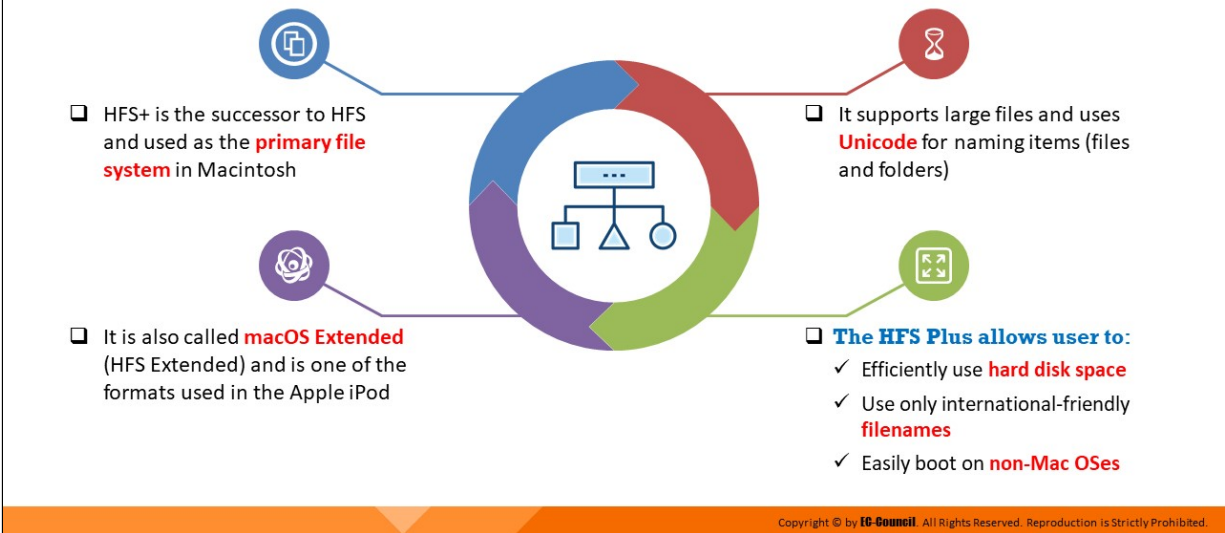 ❑ HFS+ is the successor to HFS
and used as the primary file
system in Macintosh
❑ It supports large files and uses
Unicode for naming items (files
and folders)
❑ It is also called macOS Extended
(HFS Extended) and is one of the
formats used in the Apple iPod
❑ The HFS Plus allows user to:
✓ Efficiently use hard disk space
✓ Use only international-friendly
filenames
✓ Easily boot on non-Mac OSes
Copyright © by EC-Council. All Rights Reserved. Reproduction is Strictly Prohibited.